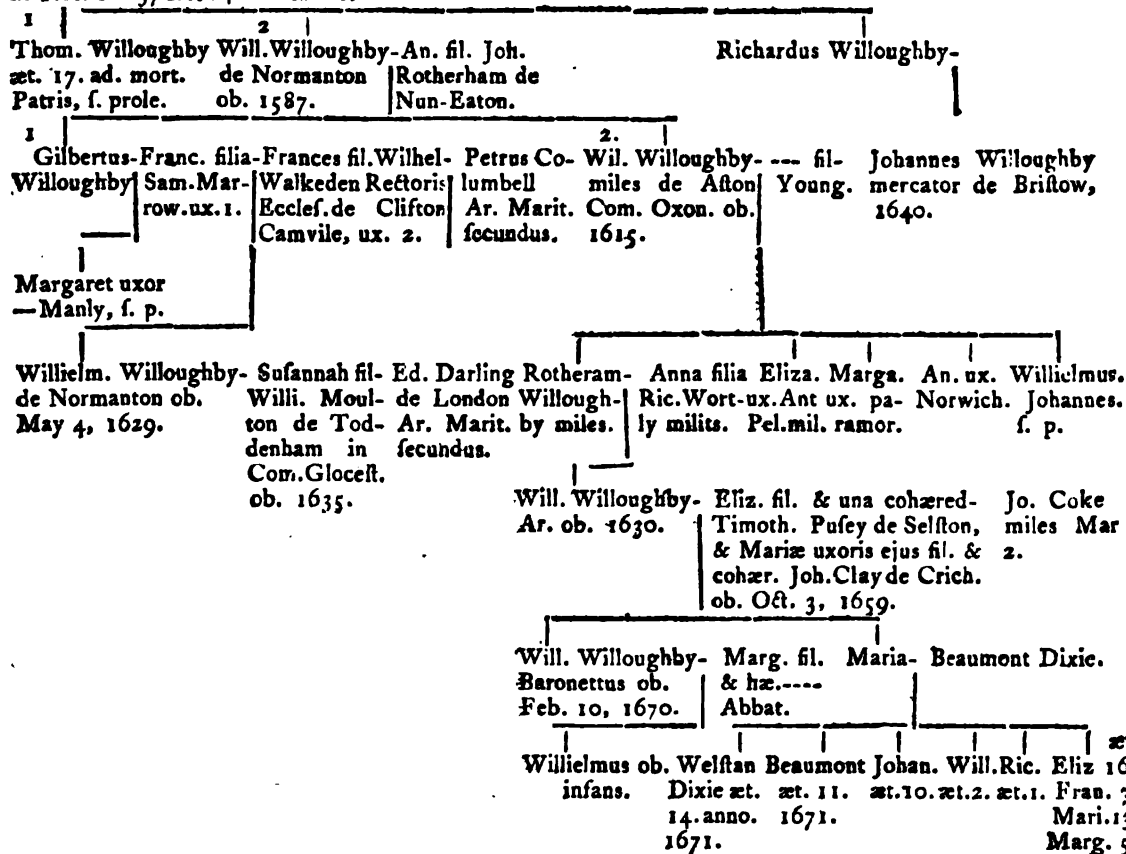 1
2
Thom. Willoughby Will. Willoughby-An. fil. Joh. Richardus Willoughby-
æt. 17. ad. mort. de Normanton Rotherham de
Patris, ſ. prole. ob. 1587. Nun-Eaton.
1 2.
Gilbertus-Franc. filia-Frances fil. Wilhel- Petrus Co- Wil. Willoughby- --- fil- Johannes Willoughby
Willoughby Sam. Mar- Walkeden Rectoris lumbell miles de Aſton Young. mercator de Briſtow,
row. ux. 1. Eccleſ. de Clifton Ar. Marit. Com. Oxon. ob. 1640.
Camvile, ux. 2. ſecundus. 1615.
Margaret uxor
—Manly, ſ. p.
Willielm. Willoughby- Suſannah fil- Ed. Darling Rotheram- Anna filia Eliza. Marga. An. ux. Willielmus.
de Normanton ob. Willi. Moul- de London Willough- Ric. Wort-ux. Ant ux. pa- Norwich. Johannes.
May 4, 1629. ton de Tod- Ar. Marit. by miles. ly milits. Pel. mil. ramor. ſ. p.
denham in ſecundus.
Com. Gloceſt.
ob. 1635.
Will. Willoughby- Eliz. fil. & una cohæred- Jo. Coke
Ar. ob. 1630. Timoth. Puſey de Selſton, miles Mar
& Mariæ uxoris ejus fil. & 2.
cohær. Joh. Clay de Crich.
ob. Oct. 3, 1659.
Will. Willoughby- Marg. fil. Maria- Beaumont Dixie.
Baronettus ob. & hæ.----
Feb. 10, 1670. Abbat.
æ
Willielmus ob. Welſtan Beaumont Johan. Will. Ric. Eliz 16
infans. Dixie æt. æt. 11. æt. 10. æt. 2. æt. 1. Fran. 3
14. anno. 1671. Mari. 13
1671. Marg. 5